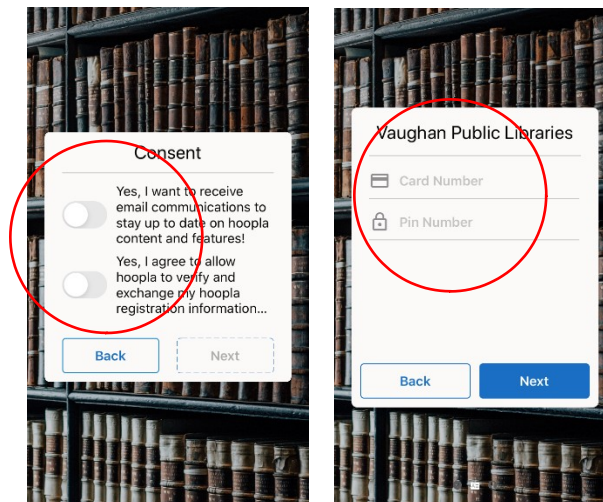 Consent
Yes, I want to receive
email communications to
stay up to date on hoopla
content and features!
Yes, I agree to allow
hoopla to verify and
exchange my hoopla
registration information...
Back
Next
Vaughan Public Libraries
Card Number
Pin Number
Back
Next